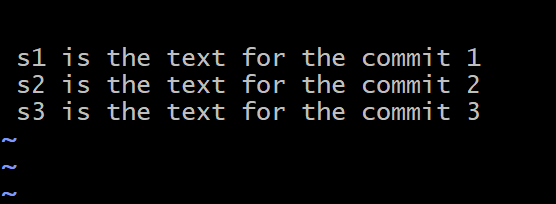 s1 is the text for the commit 1
s2 is the text for the commit 2
s3 is the text for the commit 3
~
~
~